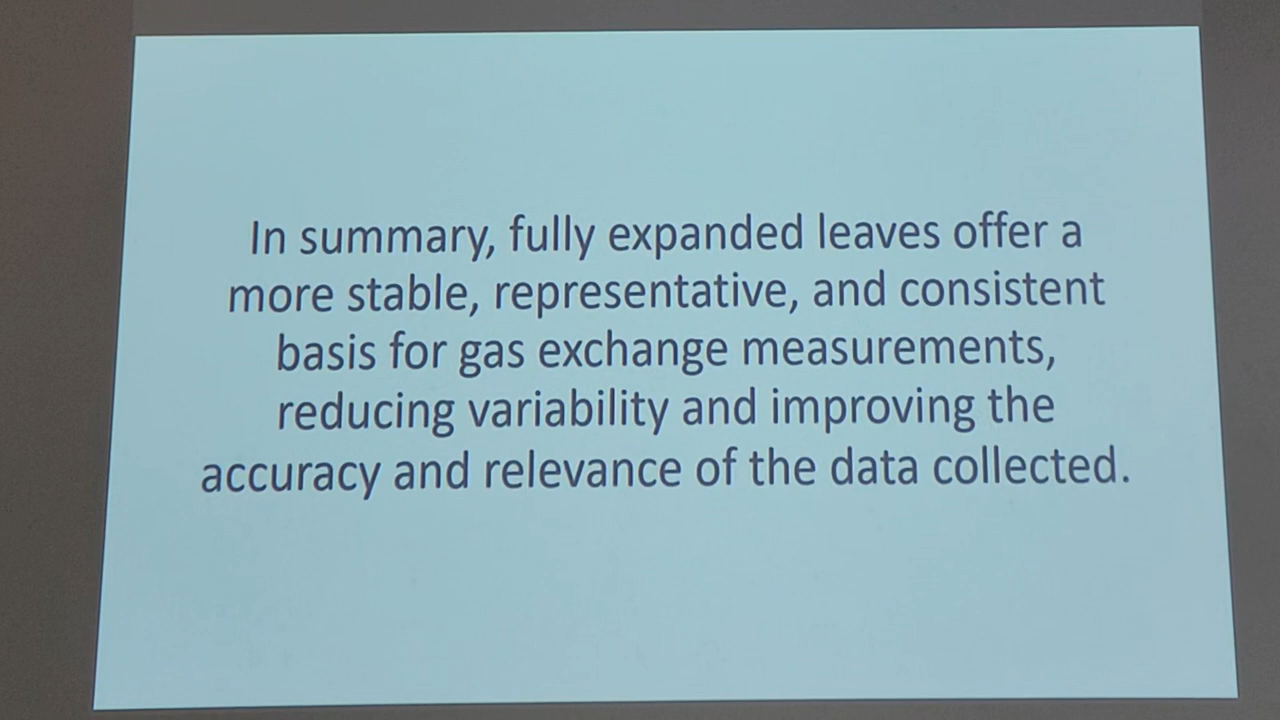 In summary, fully expanded leaves offer a
more stable, representative, and consistent
basis for gas exchange measurements,
reducing variability and improving the
accuracy and relevance of the data collected.